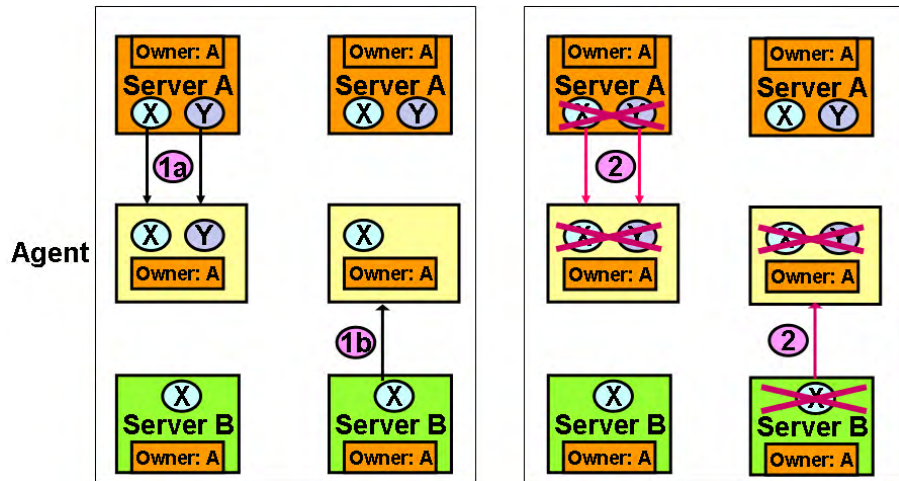 Owner: A
Server A
X Y
1a
X Y
Owner: A
Agent
X
Server B
Owner: A
Owner: A
Server A
X Y
X
Owner: A
1b
X
Server B
Owner: A
Owner: A
Server A
X Y
2
X Y
Owner: A
X
Server B
Owner: A
Owner: A
Server A
X Y
X Y
Owner: A
2
X
Server B
Owner: A